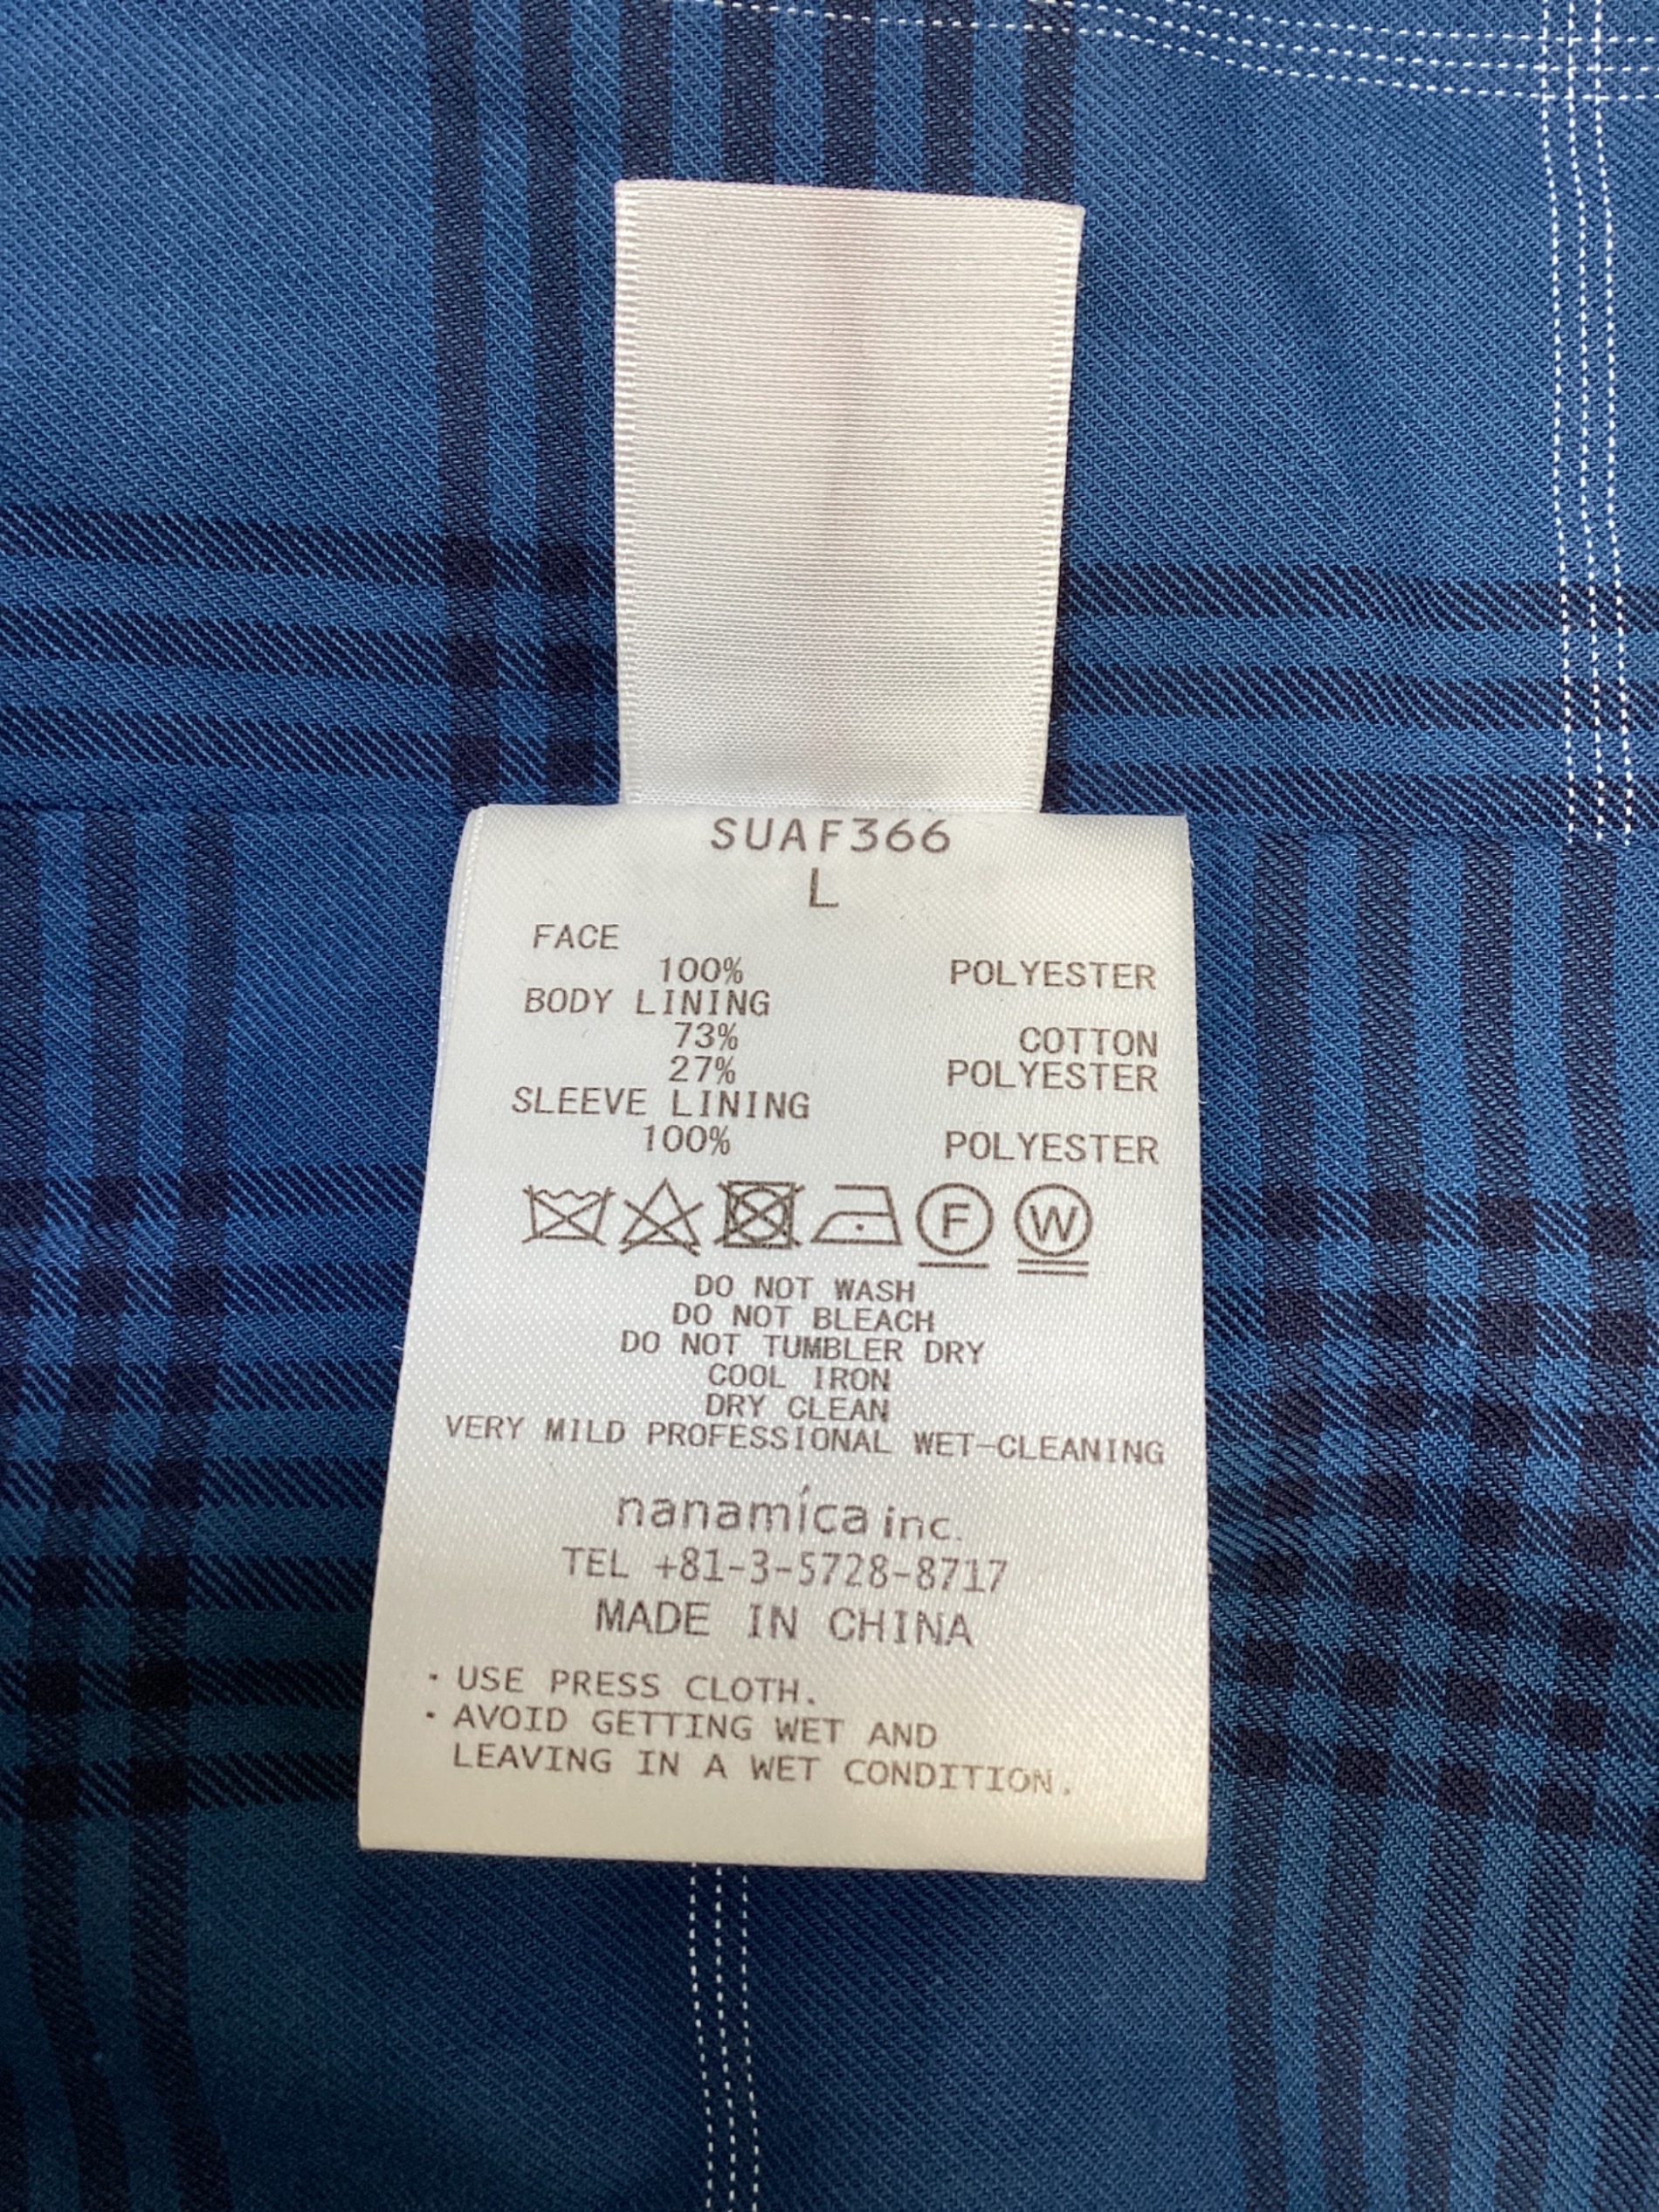 SUAF366
L
FACE
100% POLYESTER
BODY LINING
73% COTTON
27% POLYESTER
SLEEVE LINING
100% POLYESTER
F W
DO NOT WASH
DO NOT BLEACH
DO NOT TUMBLER DRY
COOL IRON
DRY CLEAN
VERY MILD PROFESSIONAL WET-CLEANING
nanamíca inc.
TEL +81-3-5728-8717
MADE IN CHINA
・USE PRESS CLOTH.
・AVOID GETTING WET AND
LEAVING IN A WET CONDITION.